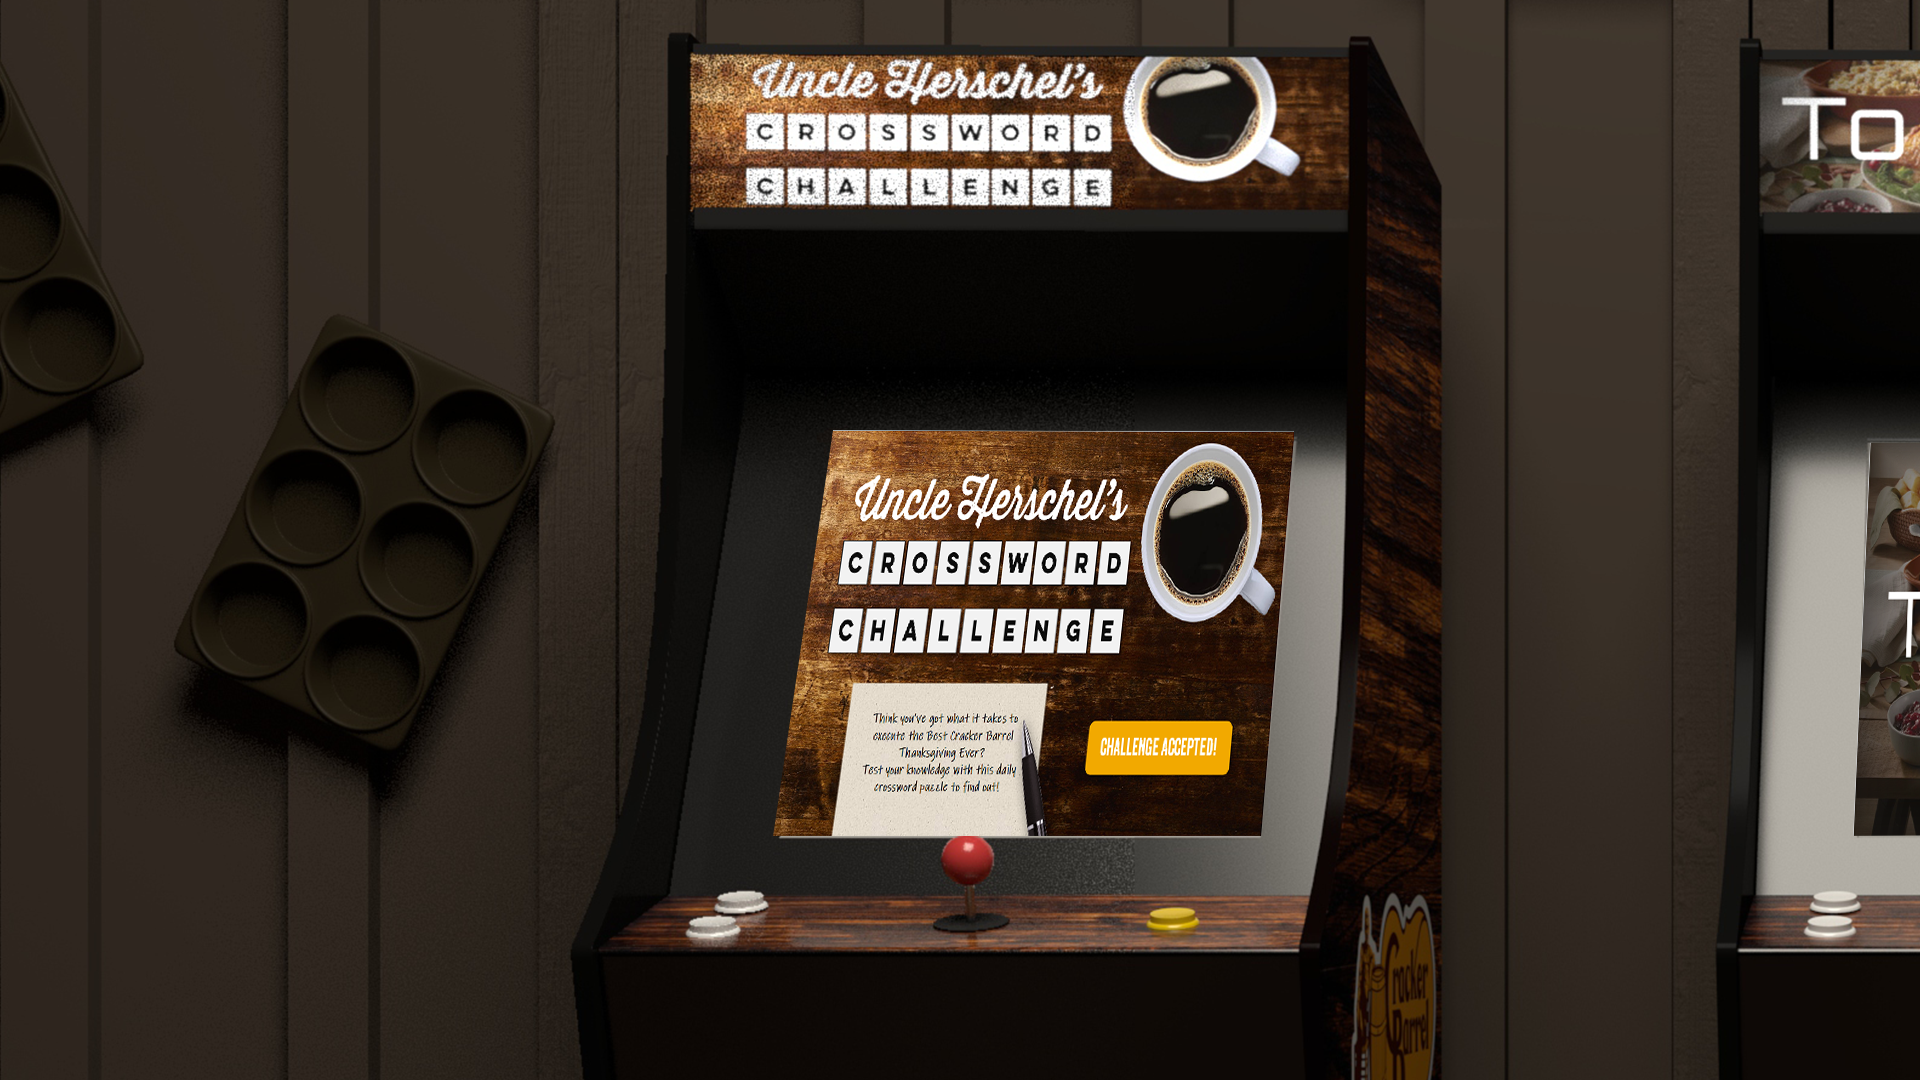 Uncle Herschel's
CROSSWORD
CHALLENGE
To
Uncle Herschel's
CROSSWORD
CHALLENGE
Think you've got what it takes to
execute the Best Cracker Barrel
Thanksgiving Ever?
Test your knowledge with this daily
crossword puzzle to find out!
CHALLENGE ACCEPTED!
T
Cracker
Barrel